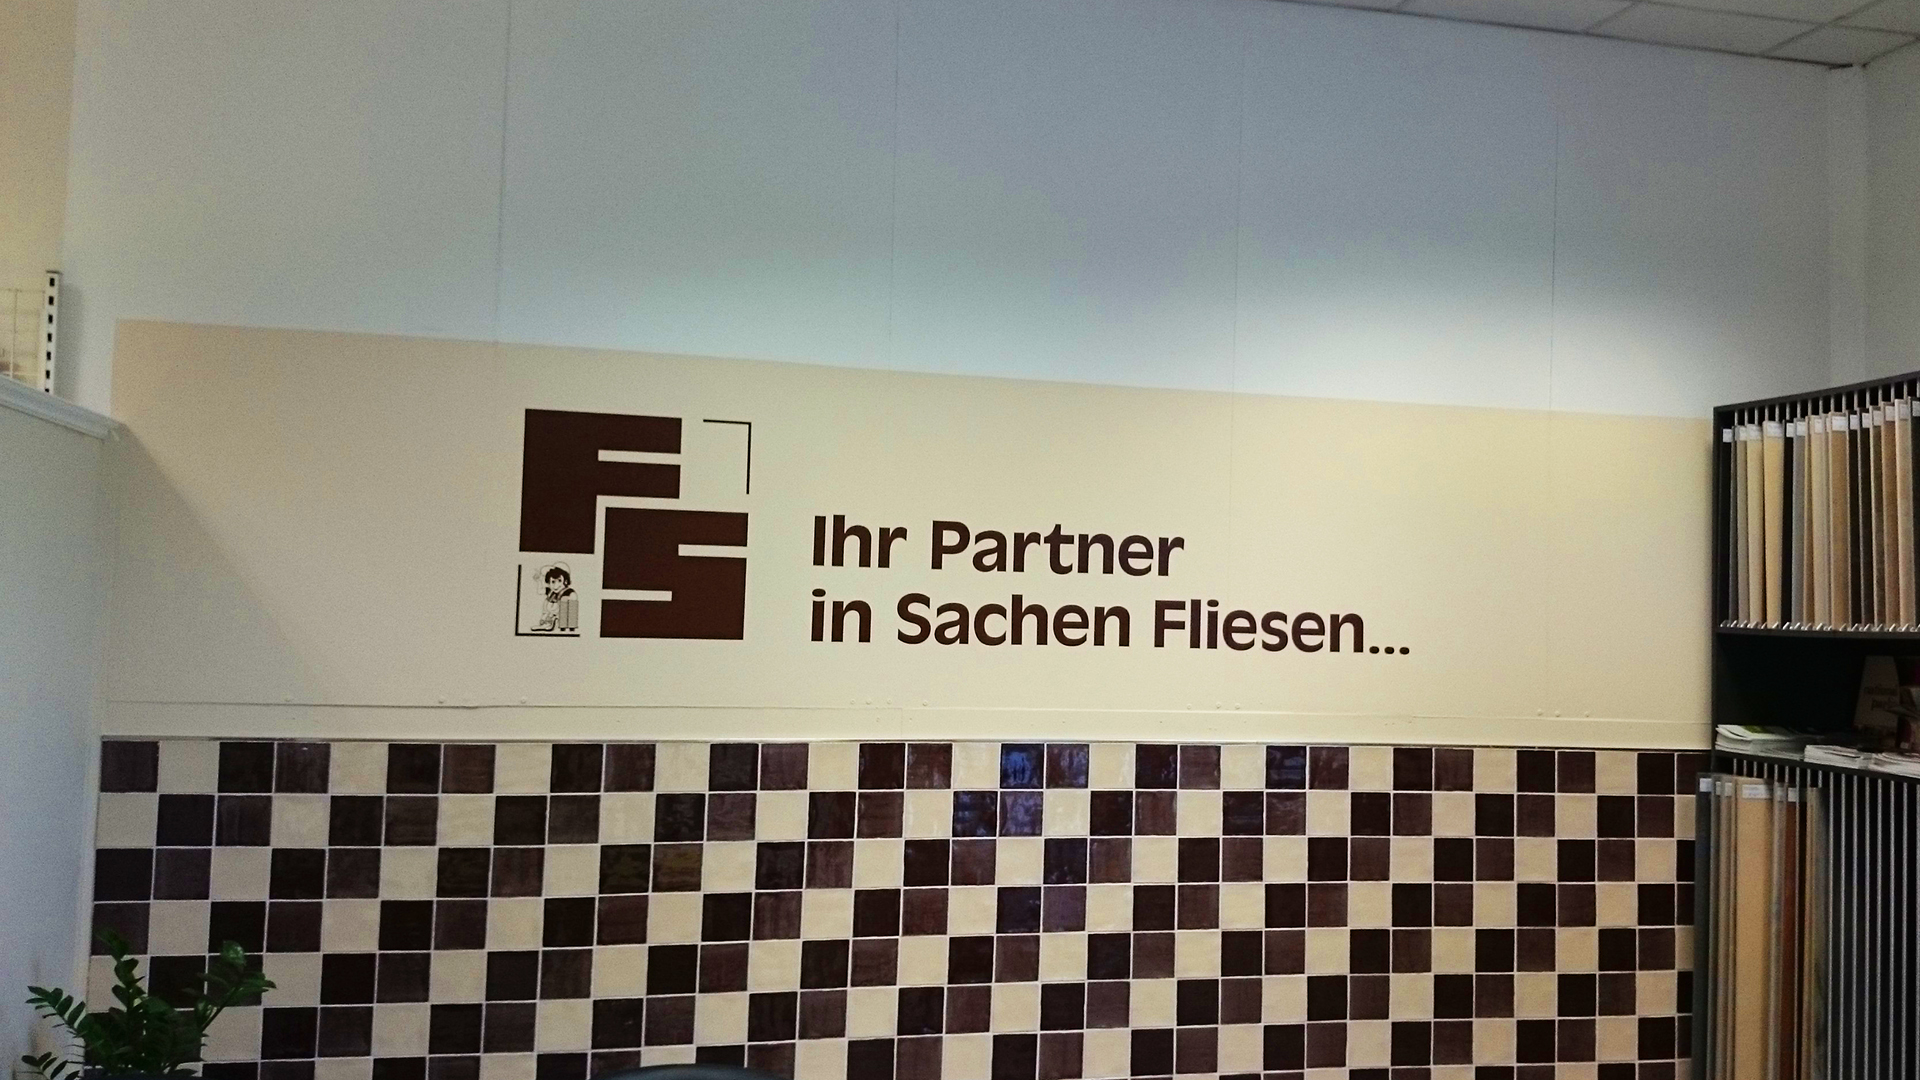 FS
Ihr Partner
in Sachen Fliesen...